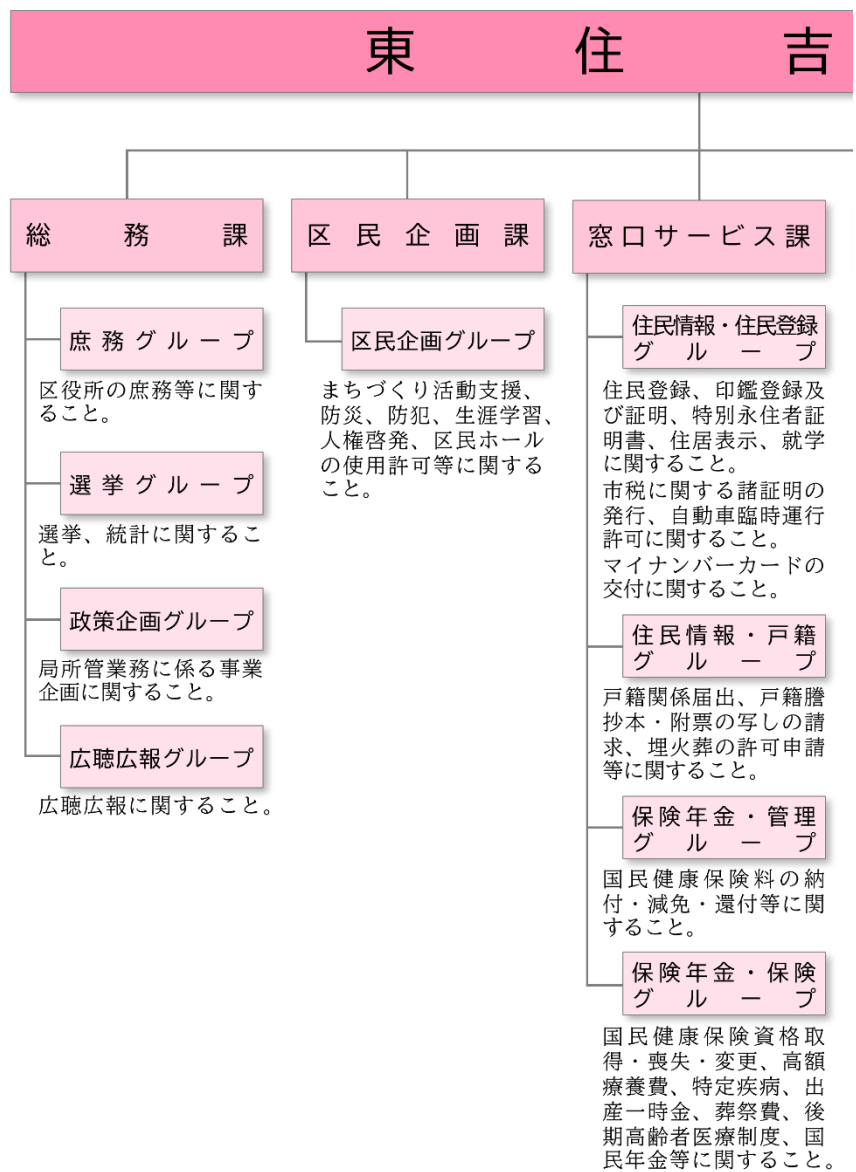 東住吉
総務課
庶務グループ
区役所の庶務等に関す
ること。
選挙グループ
選挙、統計に関するこ
と。
政策企画グループ
局所管業務に係る事業
企画に関すること。
広聴広報グループ
広聴広報に関すること。
区民企画課
区民企画グループ
まちづくり活動支援、
防災、防犯、生涯学習、
人権啓発、区民ホール
の使用許可等に関する
こと。
窓口サービス課
住民情報・住民登録
グループ
住民登録、印鑑登録及
び証明、特別永住者証
明書、住居表示、就学
に関すること。
市税に関する諸証明の
発行、自動車臨時運行
許可に関すること。
マイナンバーカードの
交付に関すること。
住民情報・戸籍
グループ
戸籍関係届出、戸籍謄
抄本・附票の写しの請
求、埋火葬の許可申請
等に関すること。
保険年金・管理
グループ
国民健康保険料の納
付・減免・還付等に関
すること。
保険年金・保険
グループ
国民健康保険資格取
得・喪失・変更、高額
療養費、特定疾病、出
産一時金、葬祭費、後
期高齢者医療制度、国
民年金等に関すること。